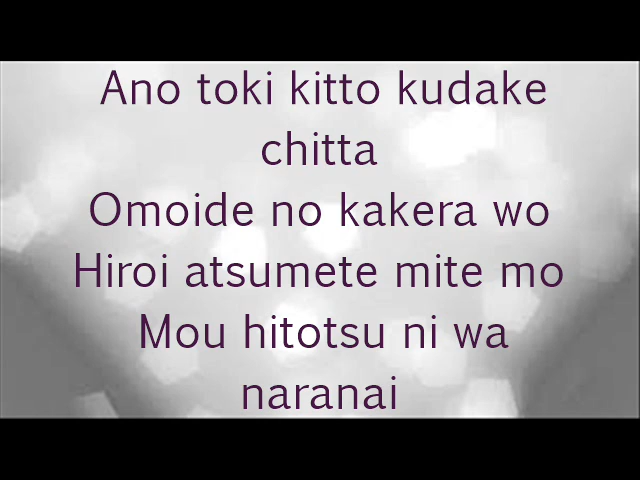 Ano toki kitto kudake
chitta
Omoide no kakera wo
Hiroi atsumete mite mo
Mou hitotsu ni wa
naranai